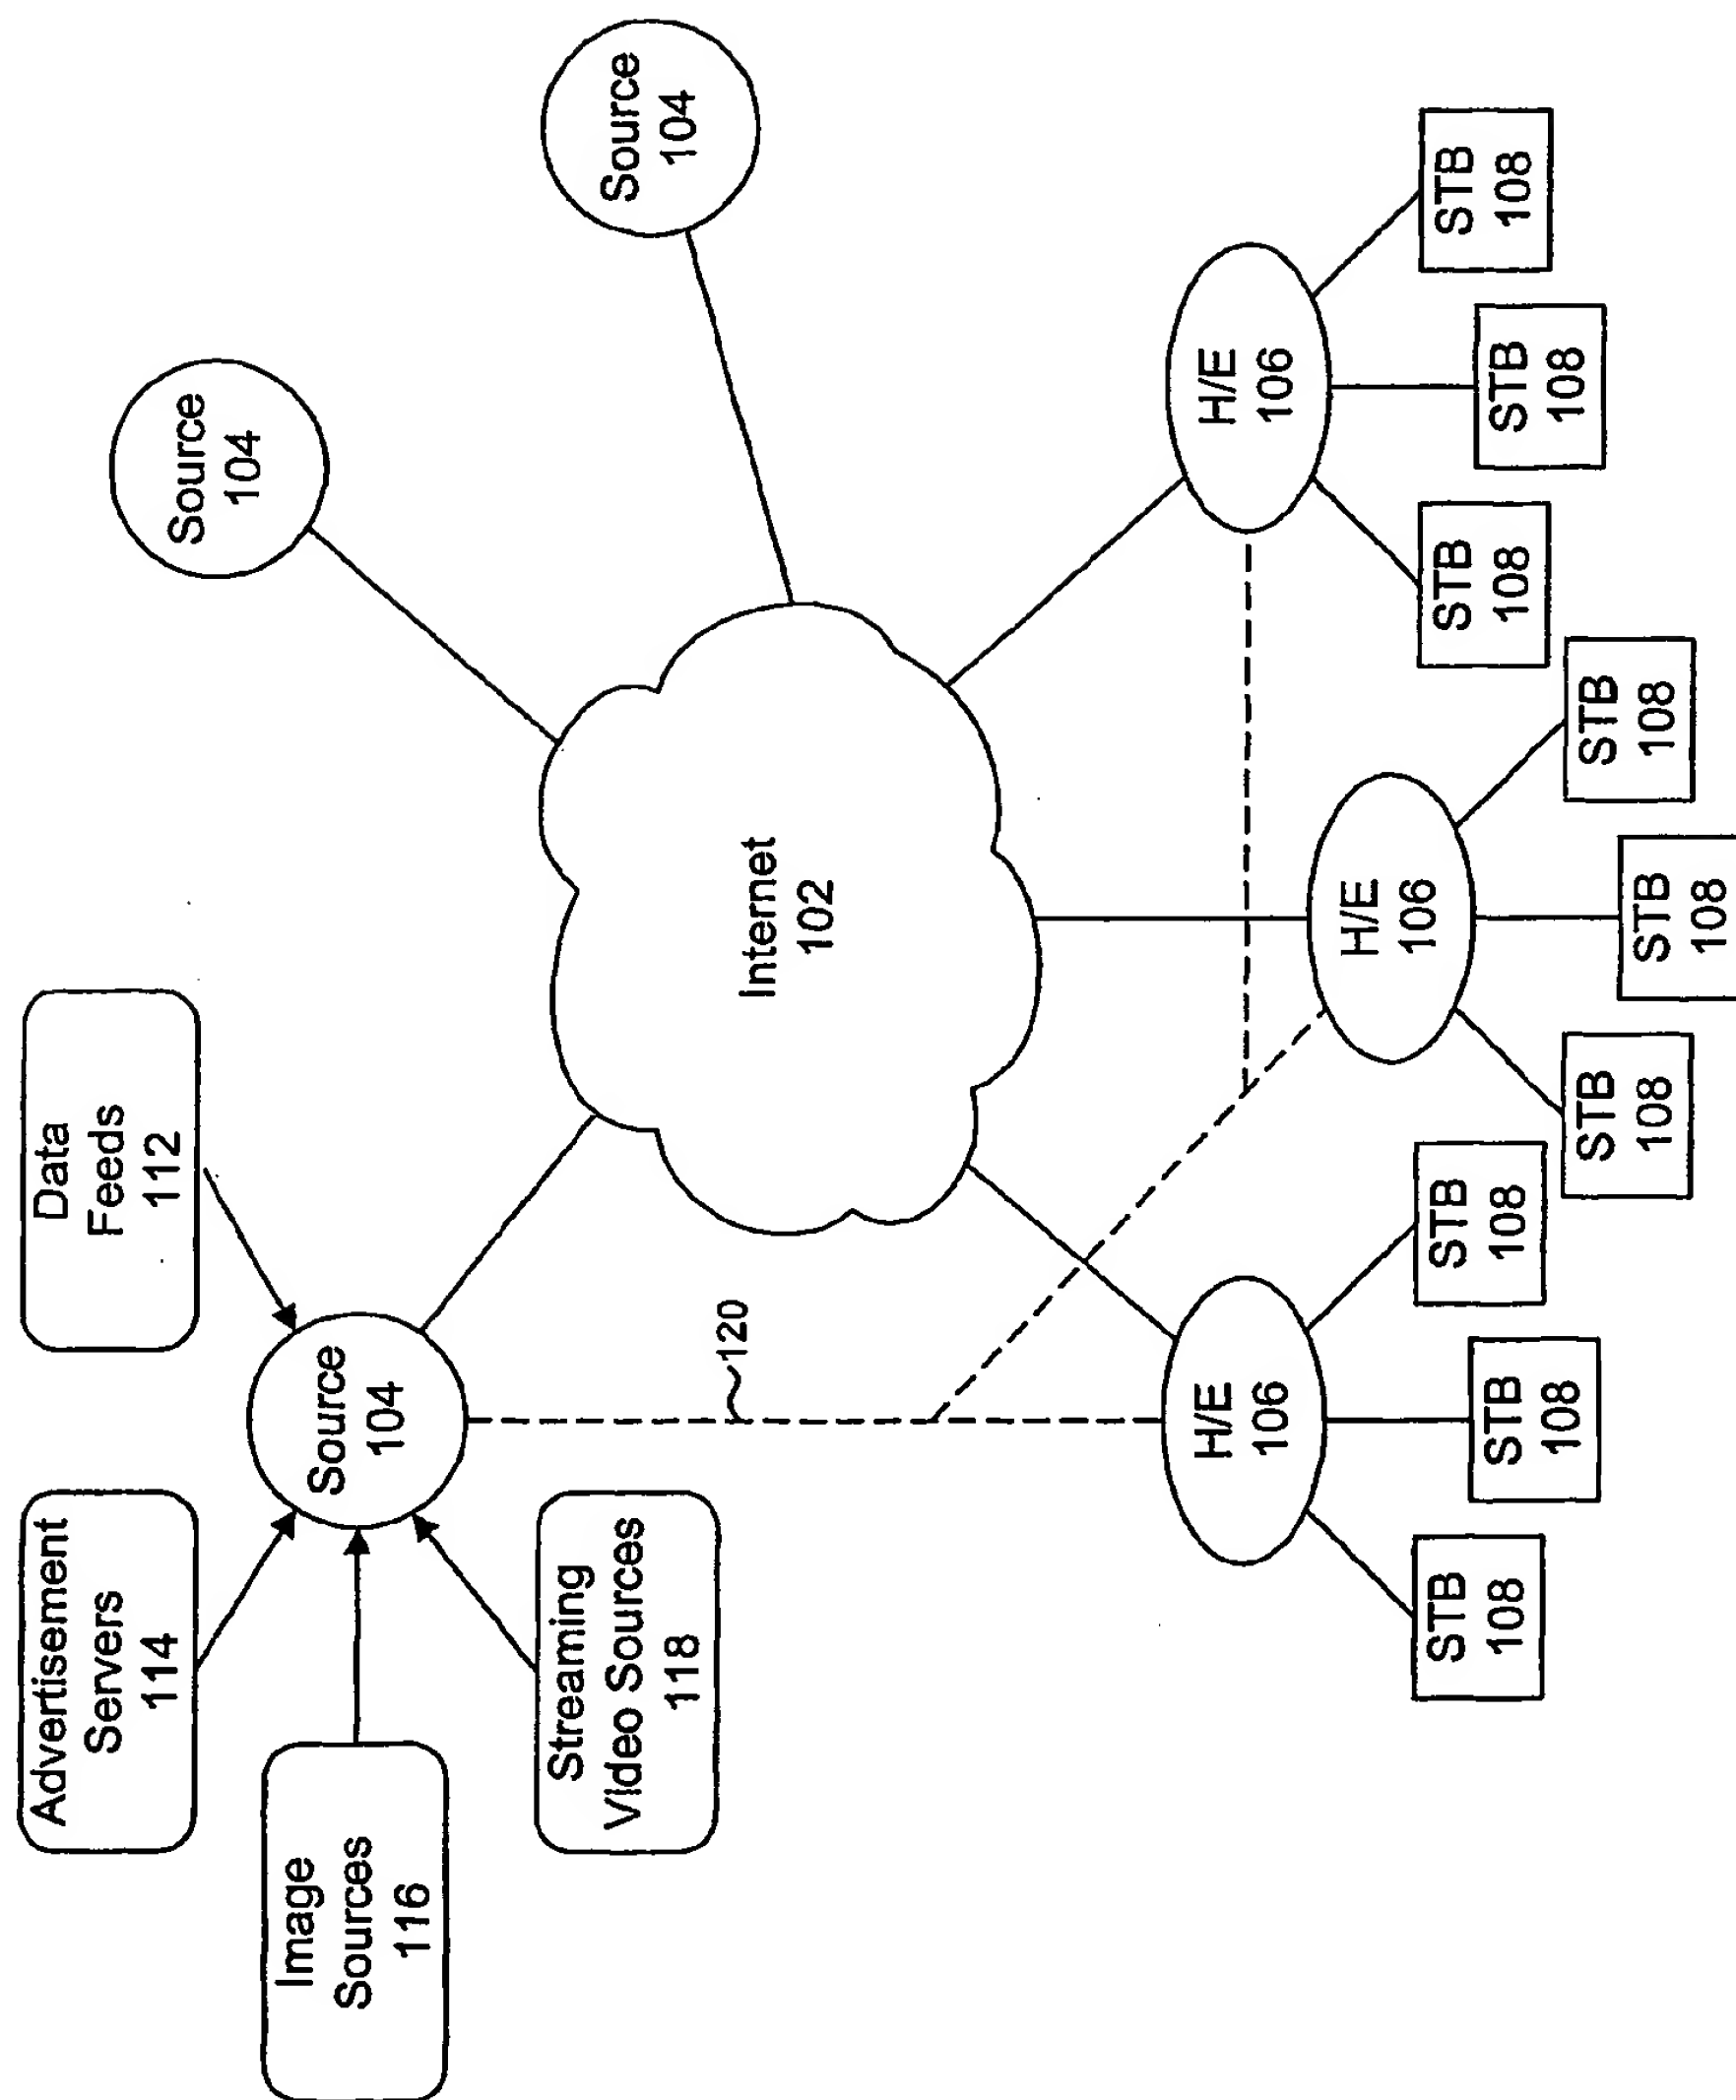 Advertisement
Servers
114
Data
Feeds
112
Image
Sources
116
Source
104
Streaming
Video Sources
118
Source
104
Source
104
Internet
102
120
H/E
106
H/E
106
H/E
106
STB
108
STB
108
STB
108
STB
108
STB
108
STB
108
STB
108
STB
108
STB
108